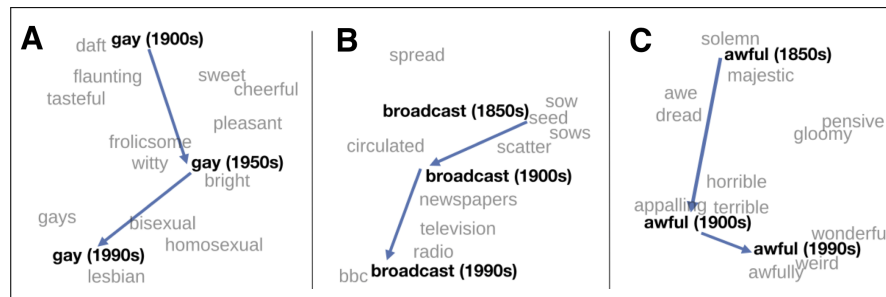 A
daft
gay (1900s)
flaunting
sweet
cheerful
tasteful
pleasant
frolicsome
witty
gay (1950s)
bright
gays
bisexual
homosexual
gay (1990s)
lesbian
B
spread
broadcast (1850s)
sow
seed
sows
circulated
scatter
broadcast (1900s)
newspapers
television
radio
bbc
broadcast (1990s)
C
solemn
awful (1850s)
majestic
awe
dread
pensive
gloomy
horrible
appalling
terrible
awful (1900s)
wonderfu
awful (1990s)
weird
awfully